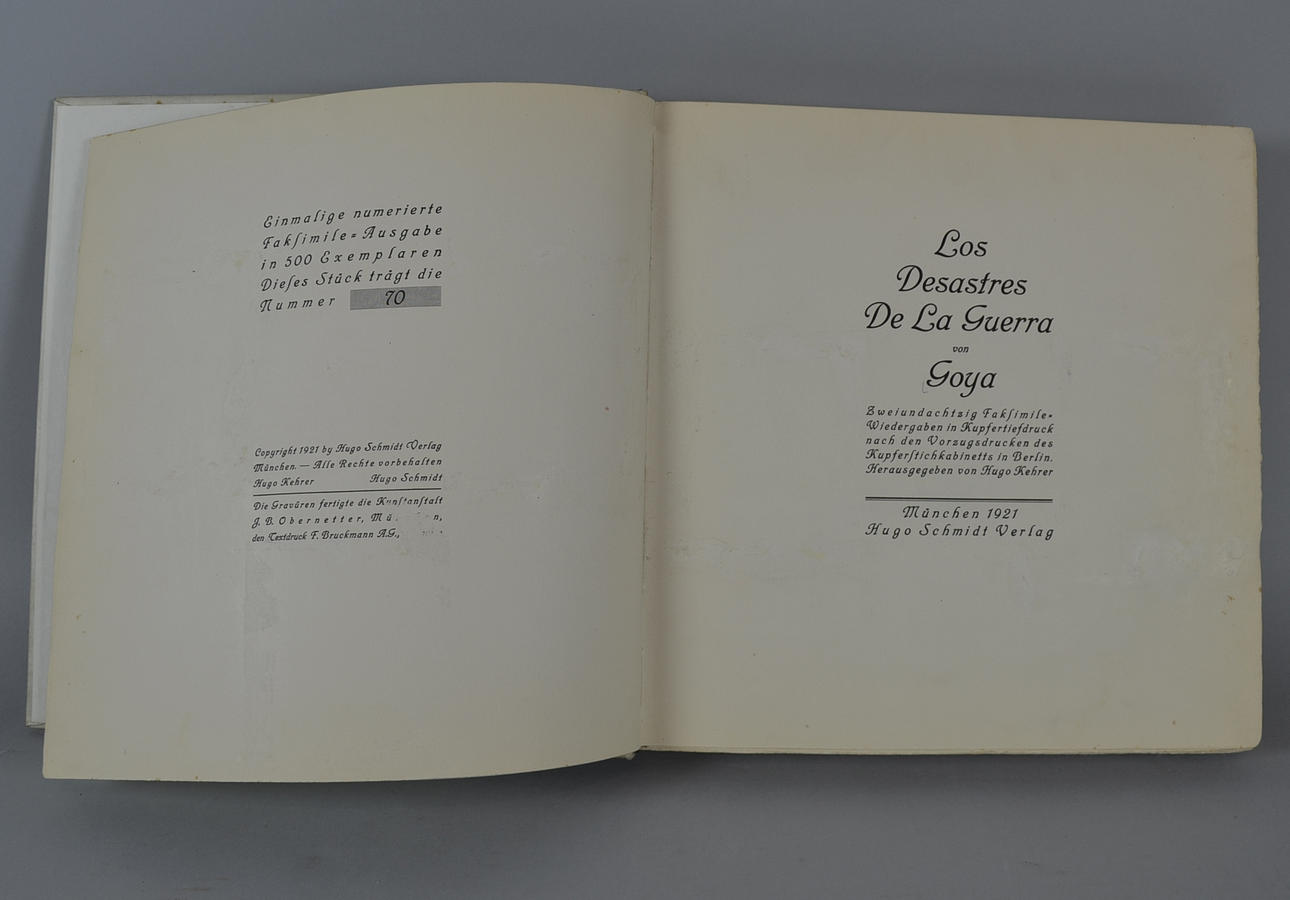 Einmalige numerierte
Fakſimile=Ausgabe
in 500 Exemplaren
Dieſes Stück trägt die
Nummer 70
Copyright 1921 by Hugo Schmidt Verlag
München. — Alle Rechte vorbehalten
Hugo Kehrer Hugo Schmidt
Die Gravüren fertigte die Kunſtanſtalt
J. B. Obernetter,
den Textdruck F. Bruckmann A.G.,
Los
Desastres
De La Guerra
von
Goya
Zweiundachtzig Fakſimile=
Wiedergaben in Kupfertiefdruck
nach den Vorzugsdrucken des
Kupferſtichkabinetts in Berlin.
Herausgegeben von Hugo Kehrer
München 1921
Hugo Schmidt Verlag